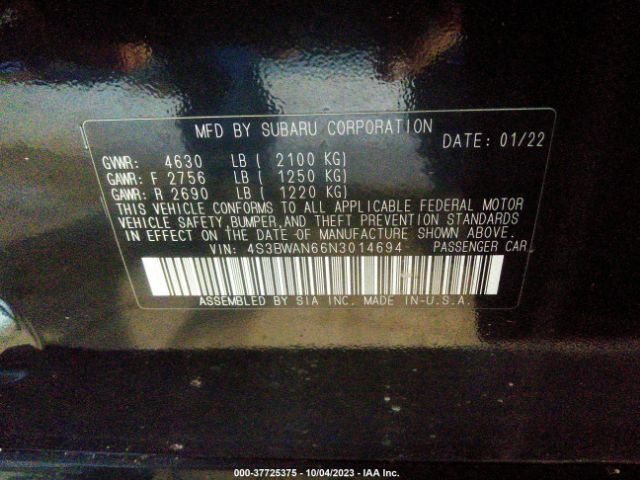 MFD BY SUBARU CORPORATION
DATE: 01/22
GVWR: 4630 LB ( 2100 KG)
GAWR: F 2756 LB ( 1250 KG)
GAWR: R 2690 LB ( 1220 KG)
THIS VEHICLE CONFORMS TO ALL APPLICABLE FEDERAL MOTOR
VEHICLE SAFETY, BUMPER, AND THEFT PREVENTION STANDARDS
IN EFFECT ON THE DATE OF MANUFACTURE SHOWN ABOVE.
VIN: 4S3BWAN66N3014694 PASSENGER CAR
ASSEMBLED BY SIA INC. MADE IN U.S.A.
000-37725375 - 10/04/2023 - IAA Inc.